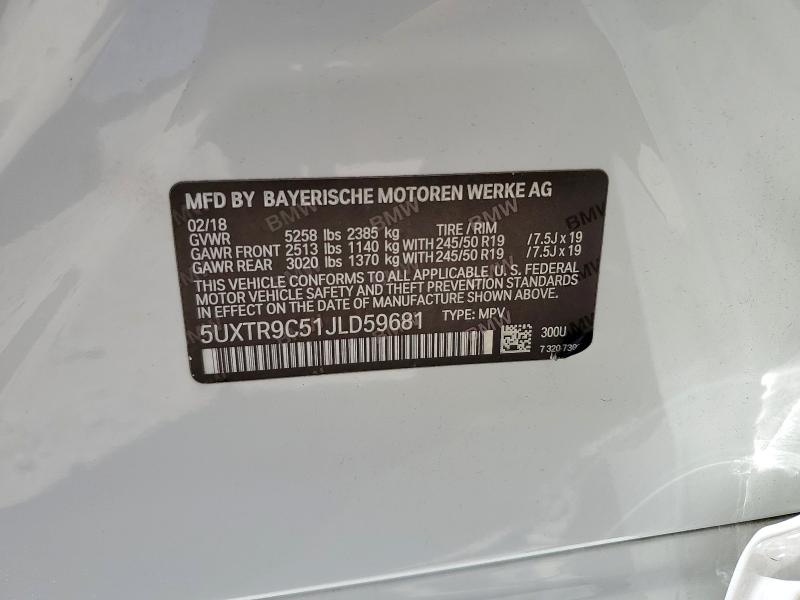 MFD BY BAYERISCHE MOTOREN WERKE AG
02/18 TIRE / RIM
GVWR 5258 lbs 2385 kg
GAWR FRONT 2513 lbs 1140 kg WITH 245/50 R19 / 7.5J x 19
GAWR REAR 3020 lbs 1370 kg WITH 245/50 R19 / 7.5J x 19
THIS VEHICLE CONFORMS TO ALL APPLICABLE U. S. FEDERAL
MOTOR VEHICLE SAFETY AND THEFT PREVENTION STANDARDS
IN EFFECT ON THE DATE OF MANUFACTURE SHOWN ABOVE.
5UXTR9C51JLD59681 TYPE: MPV
300U